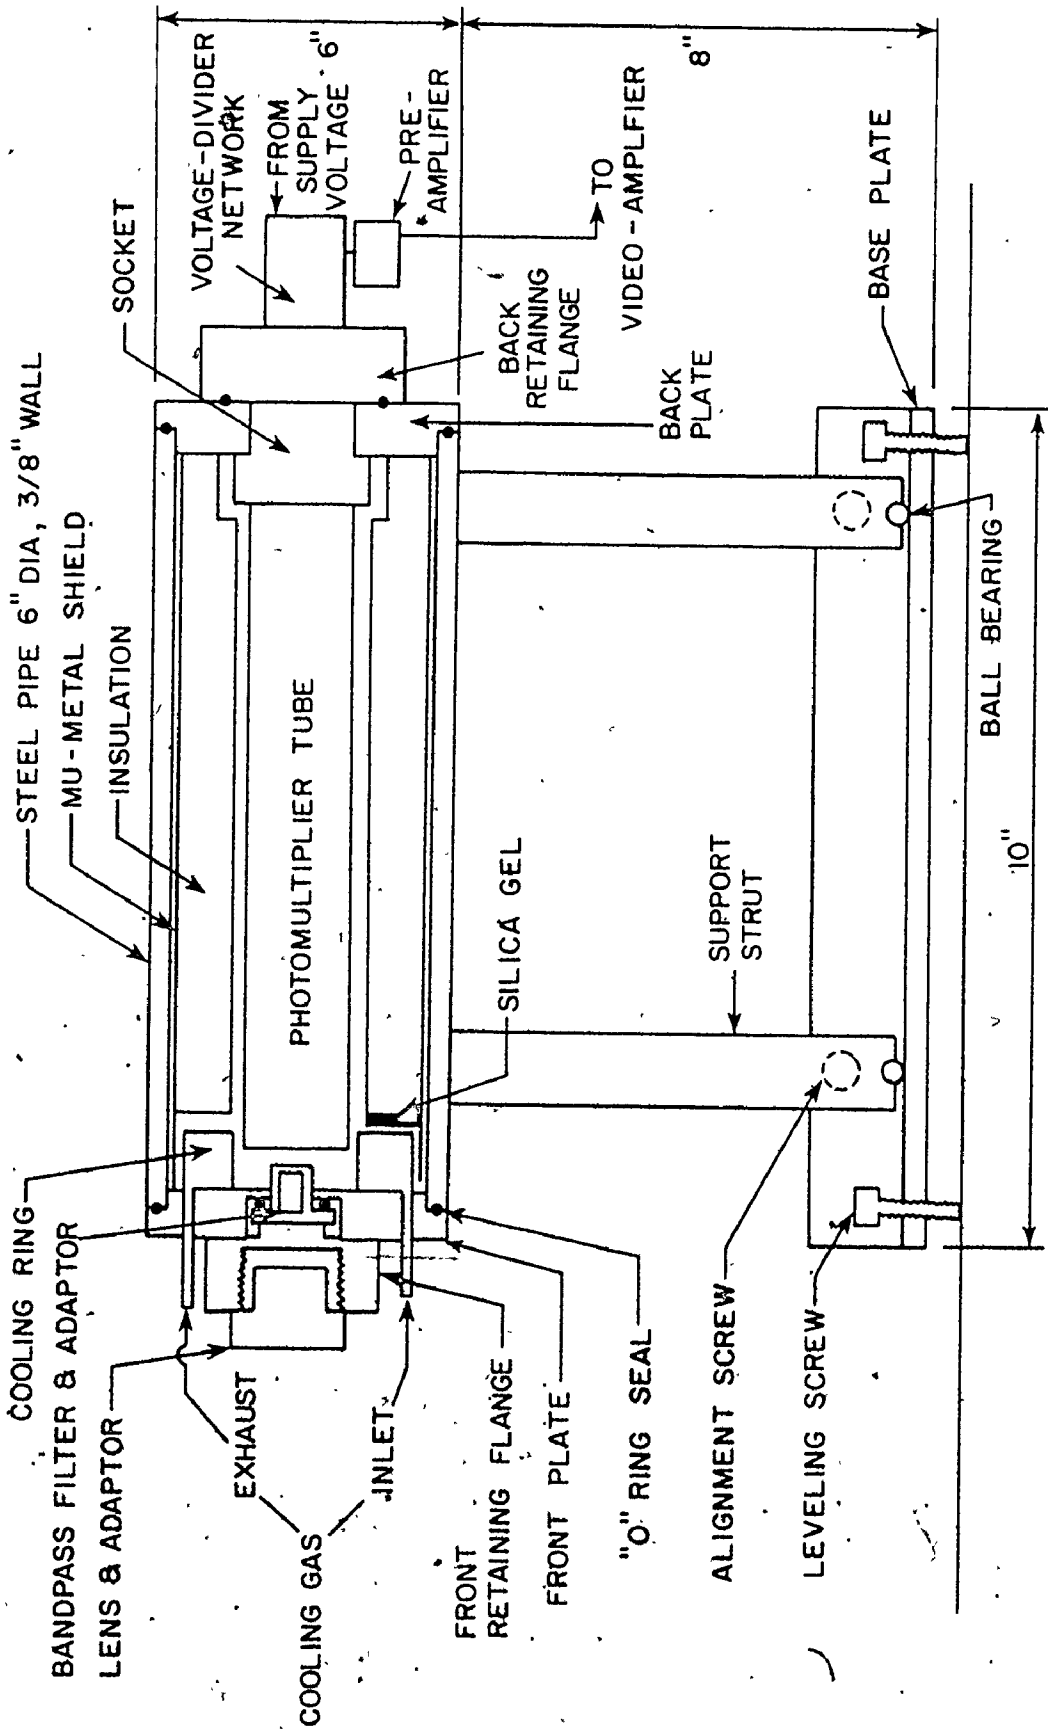 STEEL PIPE 6" DIA, 3/8" WALL
MU-METAL SHIELD
INSULATION
SOCKET
VOLTAGE-DIVIDER
NETWORK
FROM
SUPPLY
VOLTAGE
6"
PRE-
AMPLIFIER
TO
VIDEO-AMPLFIER
8"
COOLING RING
BANDPASS FILTER & ADAPTOR
LENS & ADAPTOR
EXHAUST
COOLING GAS
INLET
PHOTOMULTIPLIER TUBE
BACK
RETAINING
FLANGE
BACK
PLATE
FRONT
RETAINING FLANGE
FRONT PLATE
"O" RING SEAL
SILICA GEL
SUPPORT
STRUT
ALIGNMENT SCREW
LEVELING SCREW
BASE PLATE
BALL BEARING
10"